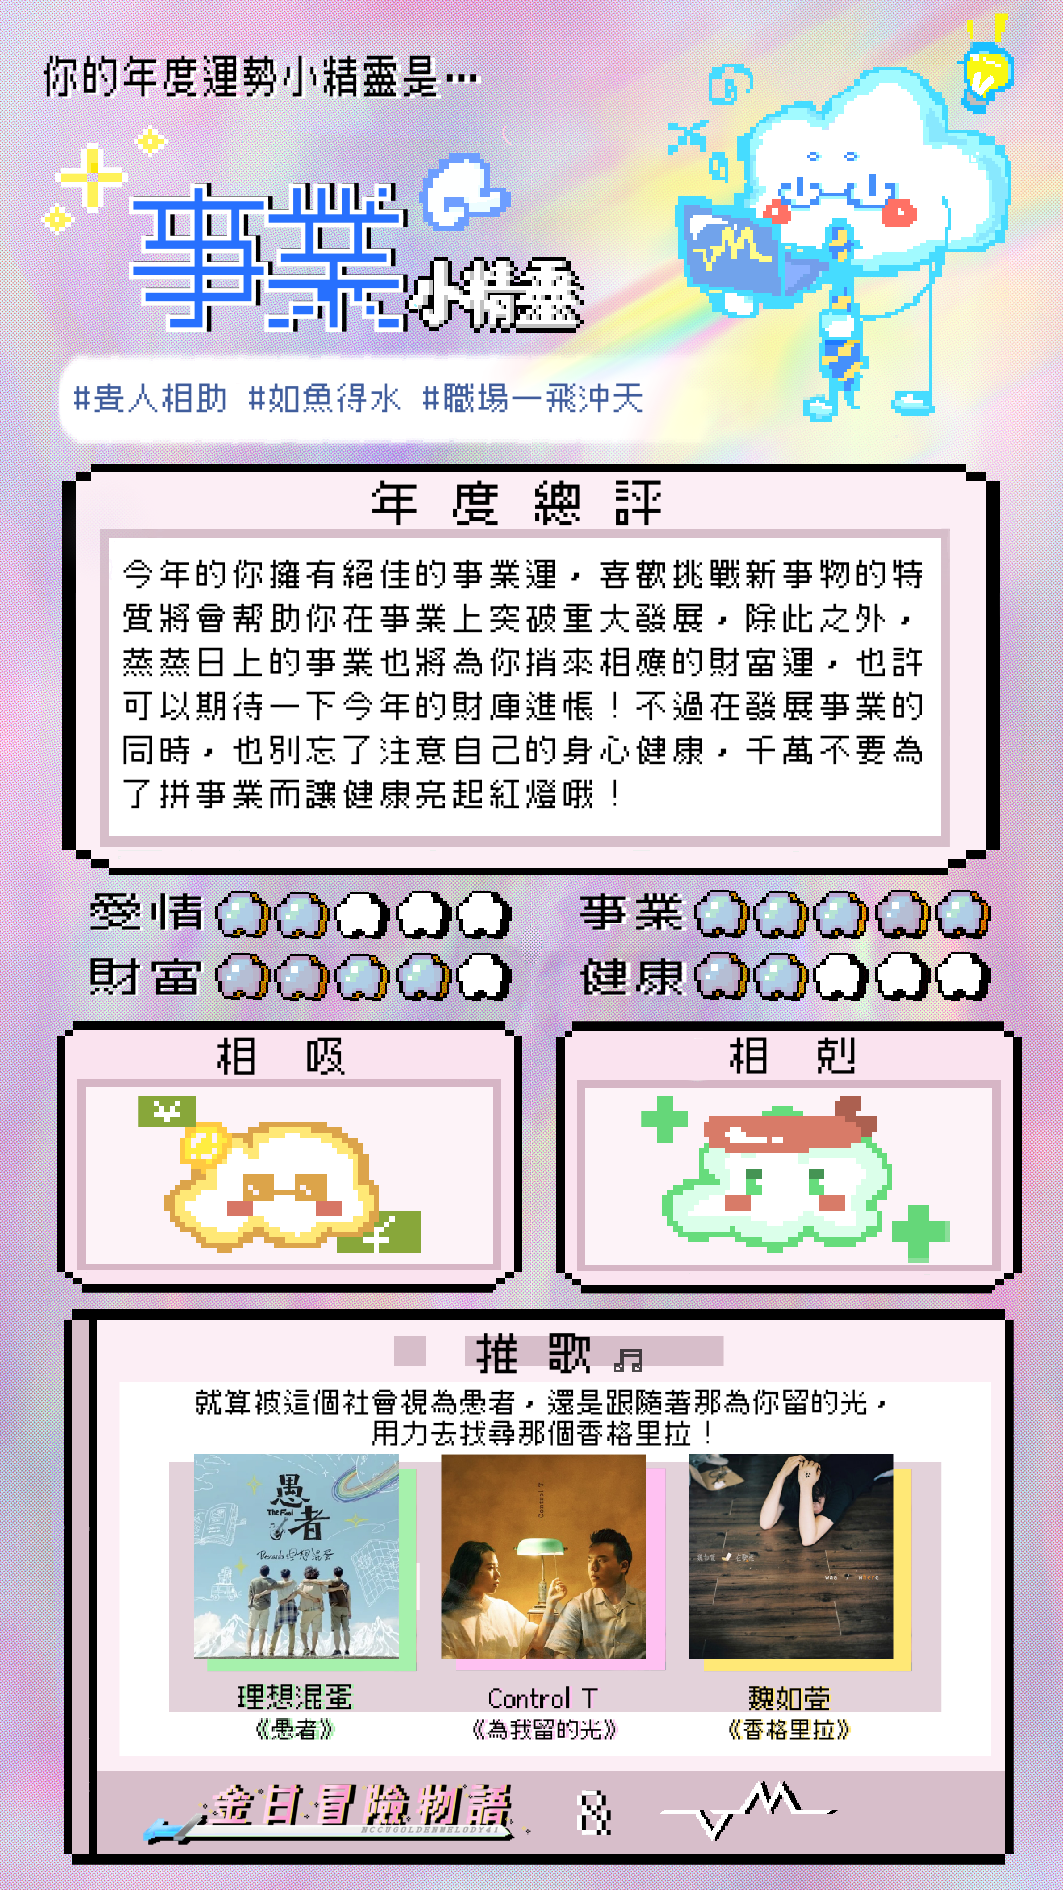 你的年度運勢小精靈是…
事業小精靈
#貴人相助 #如魚得水 #職場一飛沖天
年度總評
今年的你擁有絕佳的事業運，喜歡挑戰新事物的特
質將會幫助你在事業上突破重大發展，除此之外，
蒸蒸日上的事業也將為你捎來相應的財富運，也許
可以期待一下今年的財庫進帳！不過在發展事業的
同時，也別忘了注意自己的身心健康，千萬不要為
了拼事業而讓健康亮起紅燈哦！
愛情
事業
財富
健康
相吸
相剋
推歌
就算被這個社會視為愚者，還是跟隨著那為你留的光，
用力去找尋那個香格里拉！
愚者
The Fool
理想混蛋
Control T
理想混蛋
Control T
魏如萱
《愚者》
《為我留的光》
《香格里拉》
金目冒險物語
NCCUGOLDENMELODY41